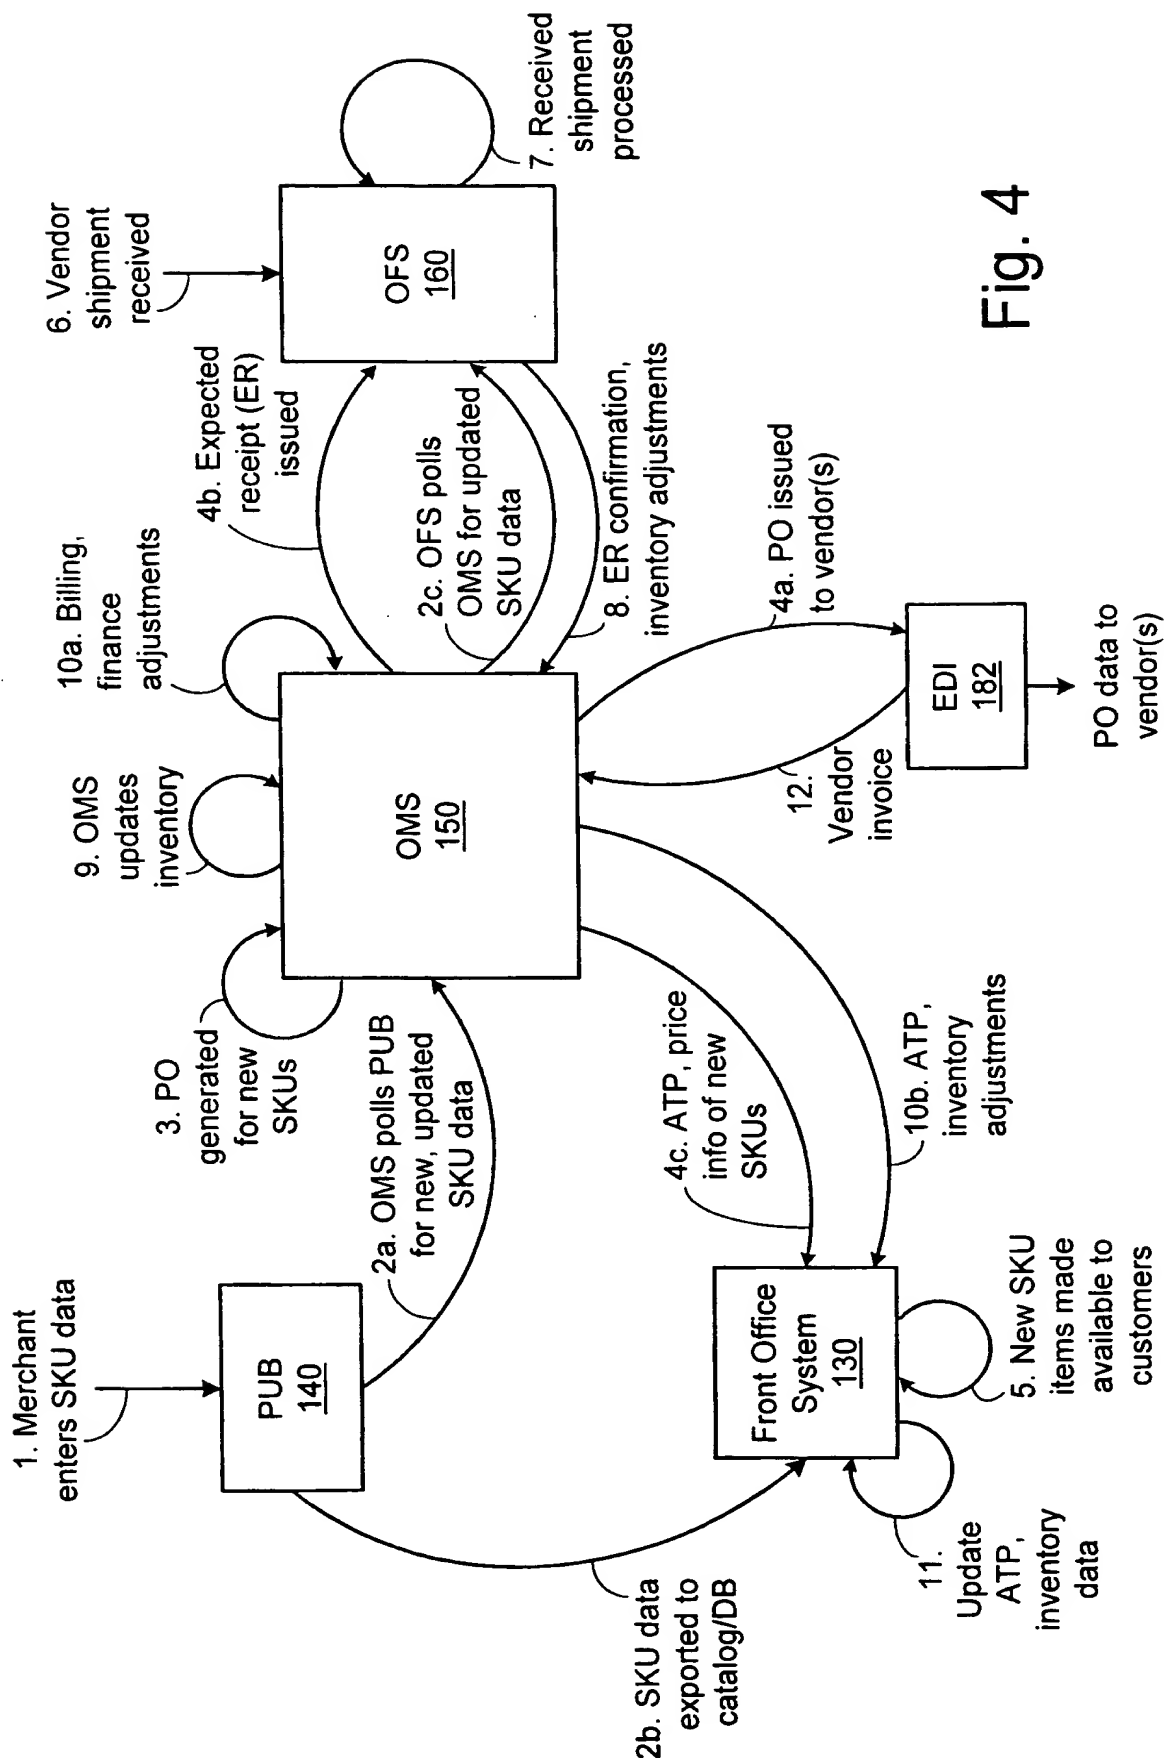 1. Merchant
enters SKU data
PUB
140
2a. OMS polls PUB
for new, updated
SKU data
2b. SKU data
exported to
catalog/DB
3. PO
generated
for new
SKUs
9. OMS
updates
inventory
10a. Billing,
finance
adjustments
OMS
150
4b. Expected
receipt (ER)
issued
2c. OFS polls
OMS for updated
SKU data
8. ER confirmation,
inventory adjustments
6. Vendor
shipment
received
OFS
160
7. Received
shipment
processed
4a. PO issued
to vendor(s)
12.
Vendor
invoice
EDI
182
PO data to
vendor(s)
4c. ATP, price
info of new
SKUs
10b. ATP,
inventory
adjustments
Front Office
System
130
5. New SKU
items made
available to
customers
11.
Update
ATP,
inventory
data
Fig. 4